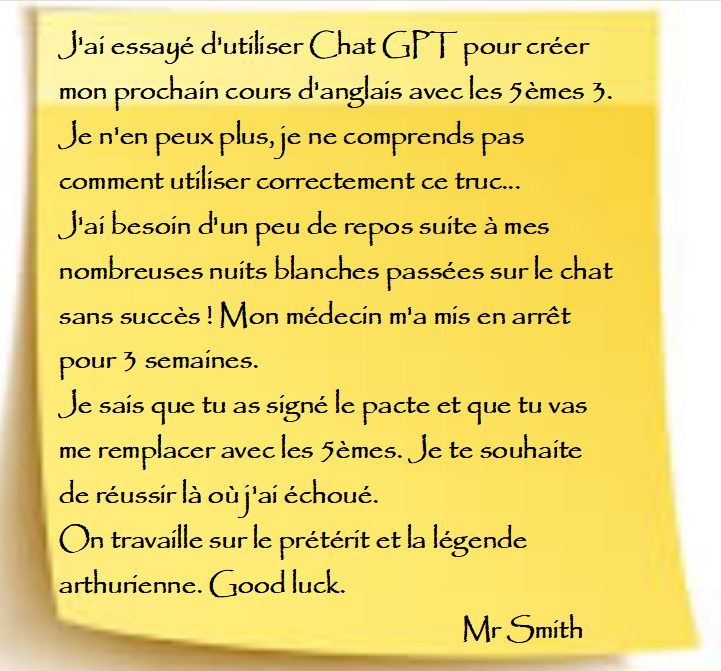 J'ai essayé d'utiliser Chat GPT pour créer
mon prochain cours d'anglais avec les 5èmes 3.
Je n'en peux plus, je ne comprends pas
comment utiliser correctement ce truc...
J'ai besoin d'un peu de repos suite à mes
nombreuses nuits blanches passées sur le chat
sans succès ! Mon médecin m'a mis en arrêt
pour 3 semaines.
Je sais que tu as signé le pacte et que tu vas
me remplacer avec les 5èmes. Je te souhaite
de réussir là où j'ai échoué.
On travaille sur le prétérit et la légende
arthurienne. Good luck.
Mr Smith